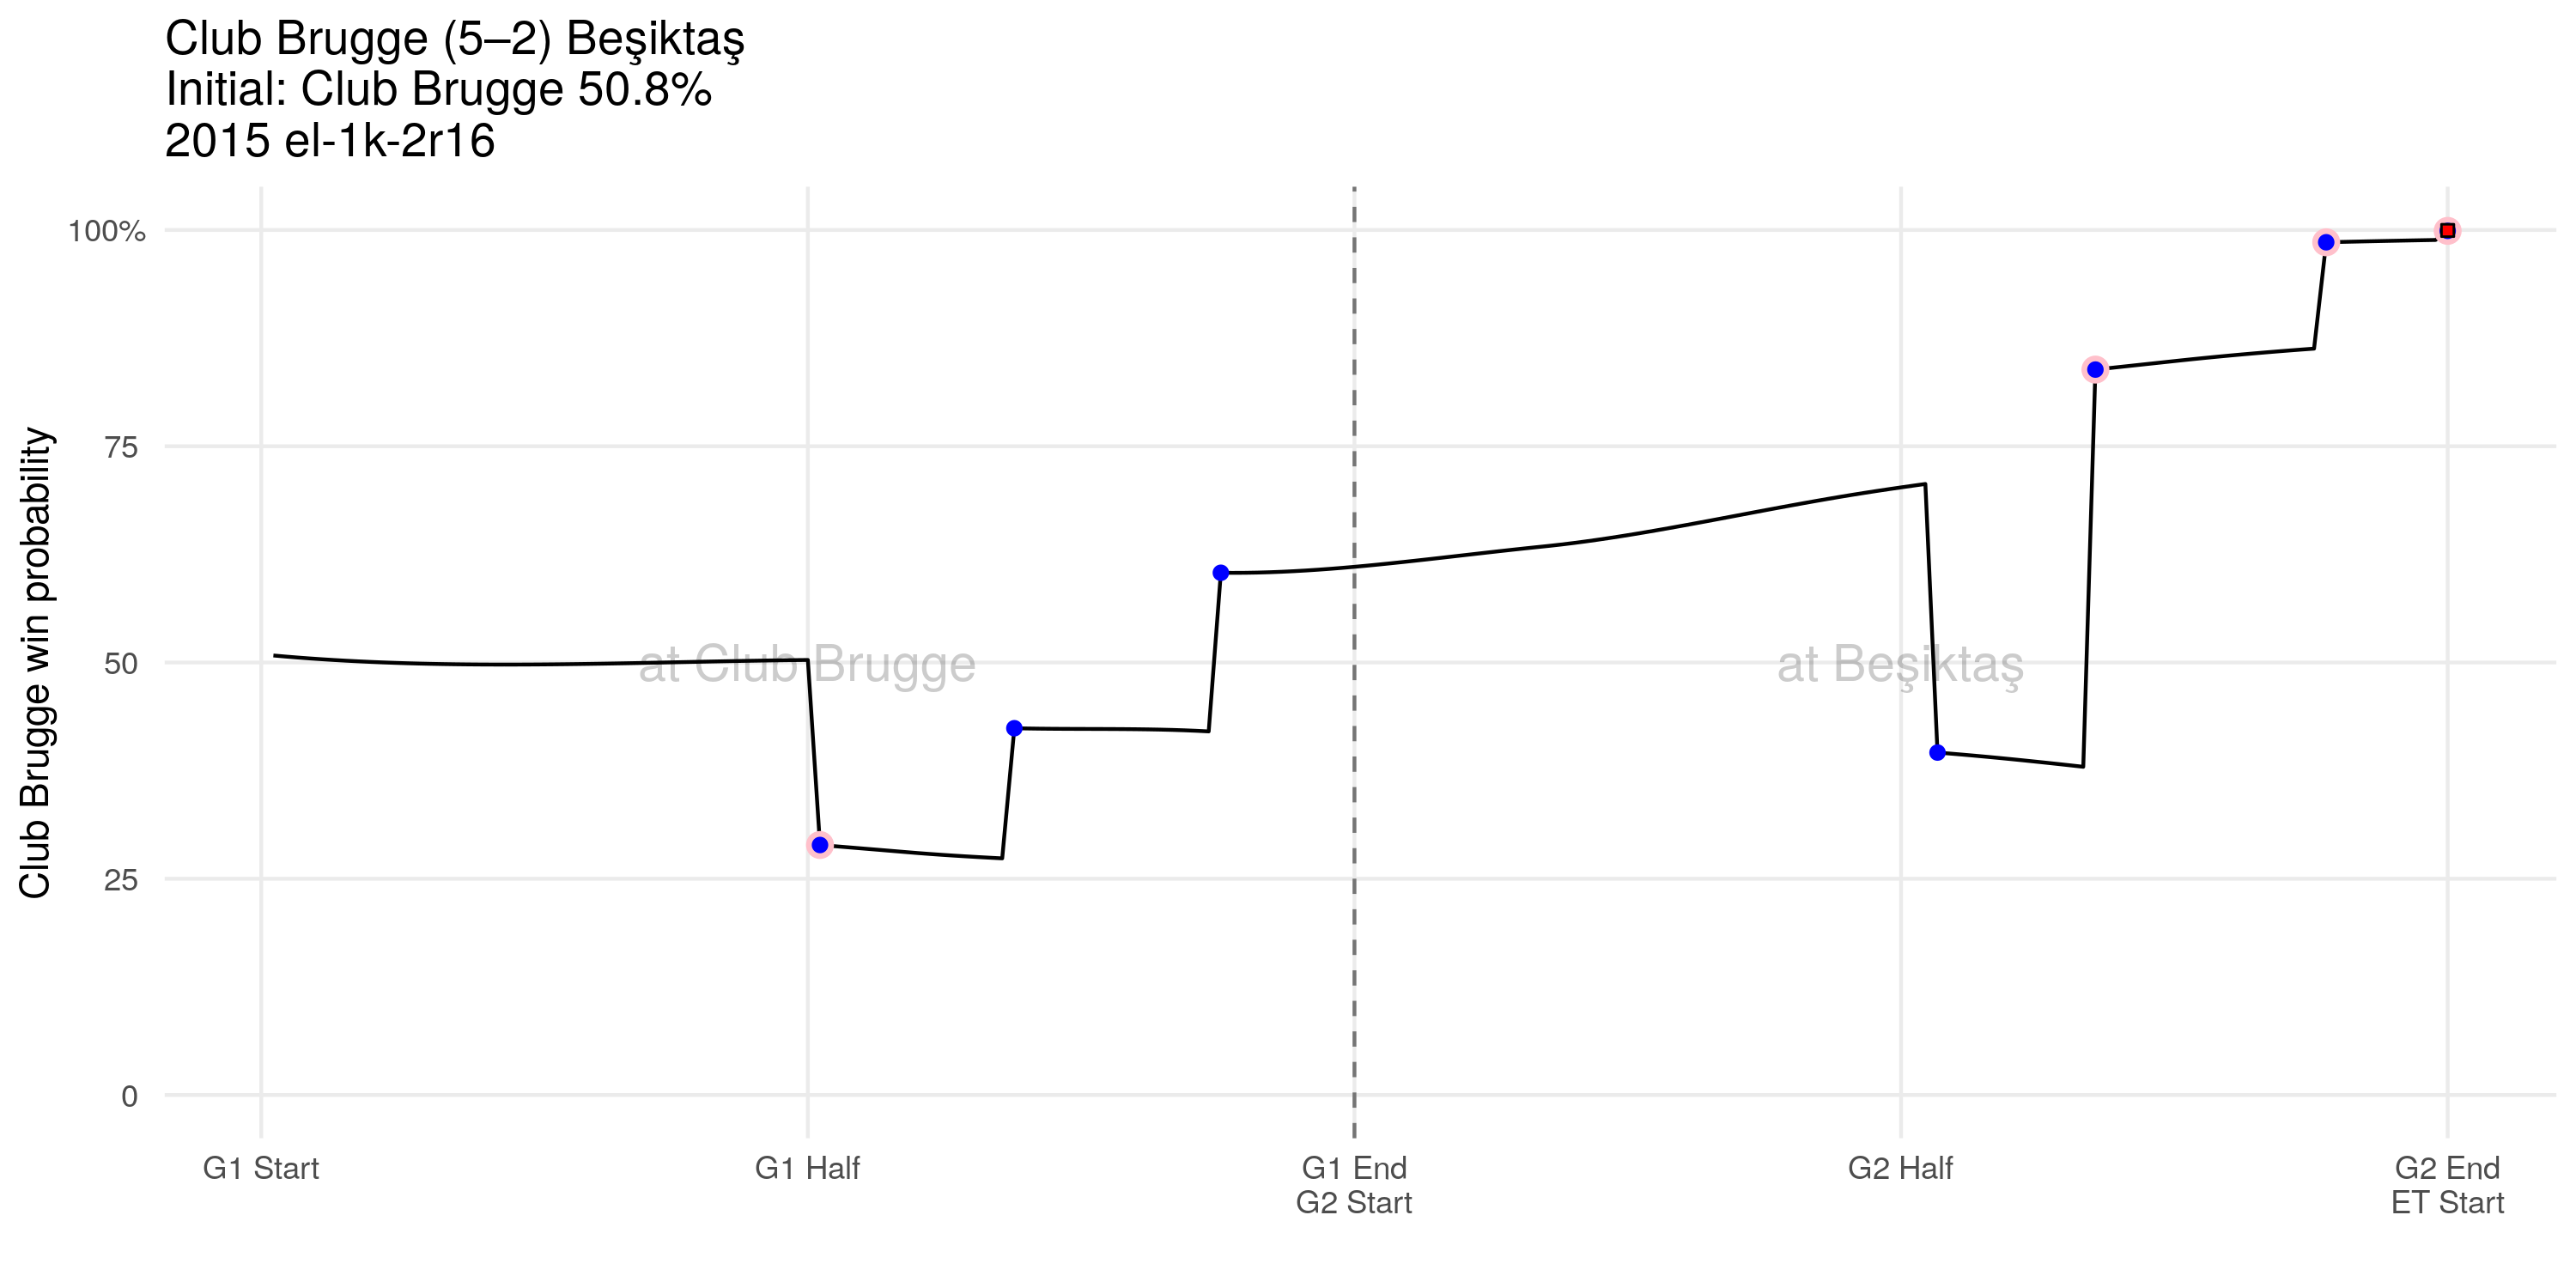 Club Brugge (5–2) Beşiktaş
Initial: Club Brugge 50.8%
2015 el-1k-2r16
Club Brugge win probability
100%
75
50
25
0
at Club Brugge
at Beşiktaş
G1 Start
G1 Half
G1 End
G2 Start
G2 Half
G2 End
ET Start